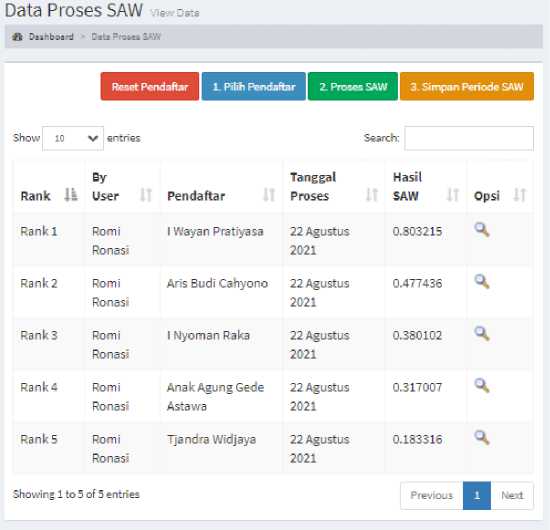 Data Proses SAW View Data
Dashboard > Data Proses SAW
Reset Pendaftar 1. Pilih Pendaftar 2. Proses SAW 3. Simpan Periode SAW
Show 10 entries Search:
Rank By User Pendaftar Tanggal Proses Hasil SAW Opsi
Rank 1 Romi Ronasi I Wayan Pratiyasa 22 Agustus 2021 0.803215
Rank 2 Romi Ronasi Aris Budi Cahyono 22 Agustus 2021 0.477436
Rank 3 Romi Ronasi I Nyoman Raka 22 Agustus 2021 0.380102
Rank 4 Romi Ronasi Anak Agung Gede Astawa 22 Agustus 2021 0.317007
Rank 5 Romi Ronasi Tjandra Widjaya 22 Agustus 2021 0.183316
Showing 1 to 5 of 5 entries Previous 1 Next